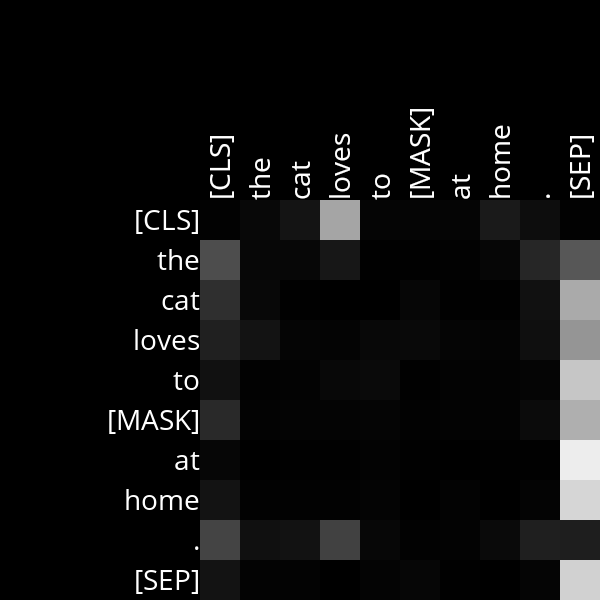 [CLS] the cat loves to [MASK] at home . [SEP]
[CLS]
the
cat
loves
to
[MASK]
at
home
.
[SEP]